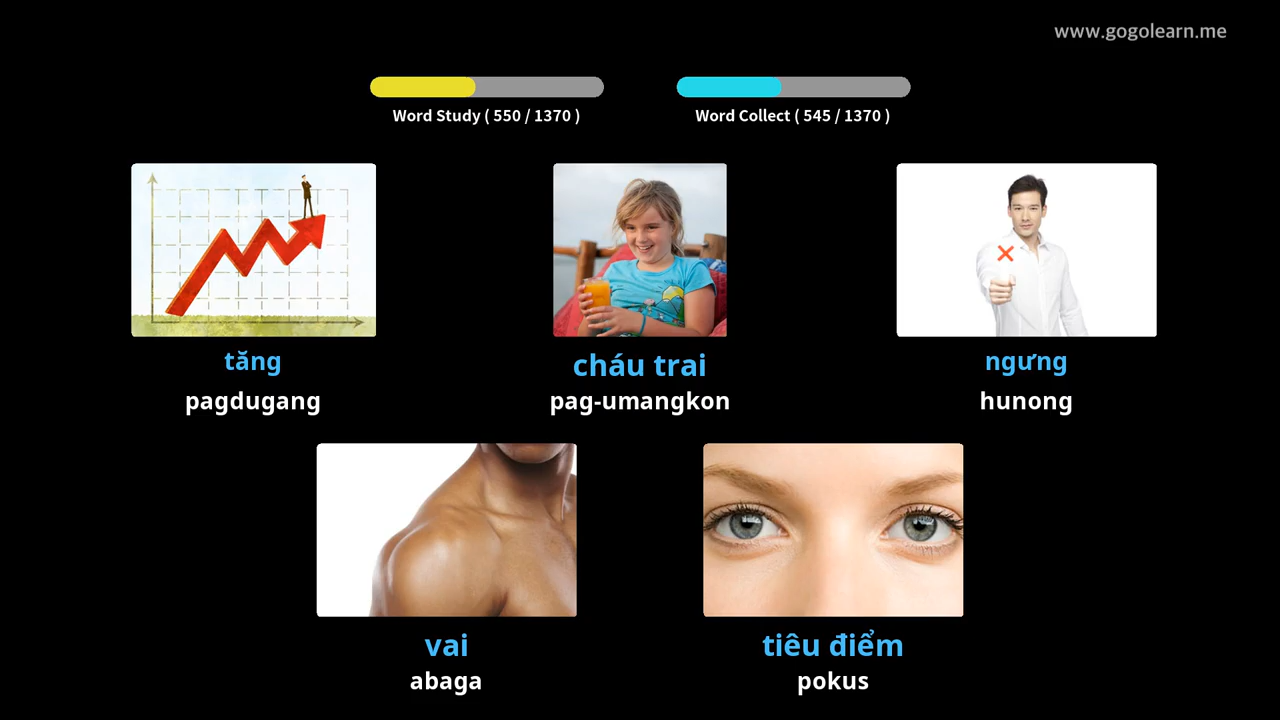 www.gogolearn.me
Word Study ( 550 / 1370 )
Word Collect ( 545 / 1370 )
tăng
pagdugang
cháu trai
pag-umangkon
ngưng
hunong
vai
abaga
tiêu điểm
pokus